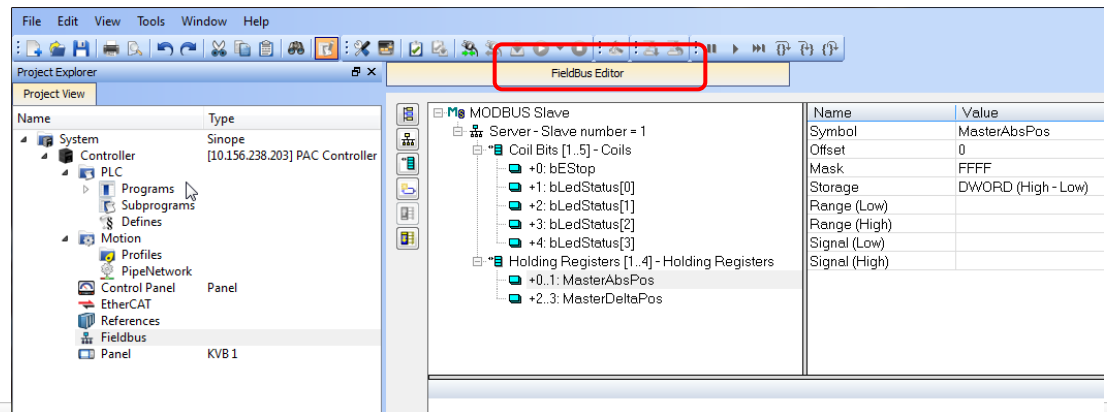 File Edit View Tools Window Help
Project Explorer
FieldBus Editor
Project View
Name Type
System Sinope
Controller [10.156.238.203] PAC Controller
PLC
Programs
Subprograms
Defines
Motion
Profiles
PipeNetwork
Control Panel Panel
EtherCAT
References
Fieldbus
Panel KVB 1
MODBUS Slave
Server - Slave number = 1
Coil Bits [1..5] - Coils
+0: bEStop
+1: bLedStatus[0]
+2: bLedStatus[1]
+3: bLedStatus[2]
+4: bLedStatus[3]
Holding Registers [1..4] - Holding Registers
+0..1: MasterAbsPos
+2..3: MasterDeltaPos
Name Value
Symbol MasterAbsPos
Offset 0
Mask FFFF
Storage DWORD (High - Low)
Range (Low)
Range (High)
Signal (Low)
Signal (High)